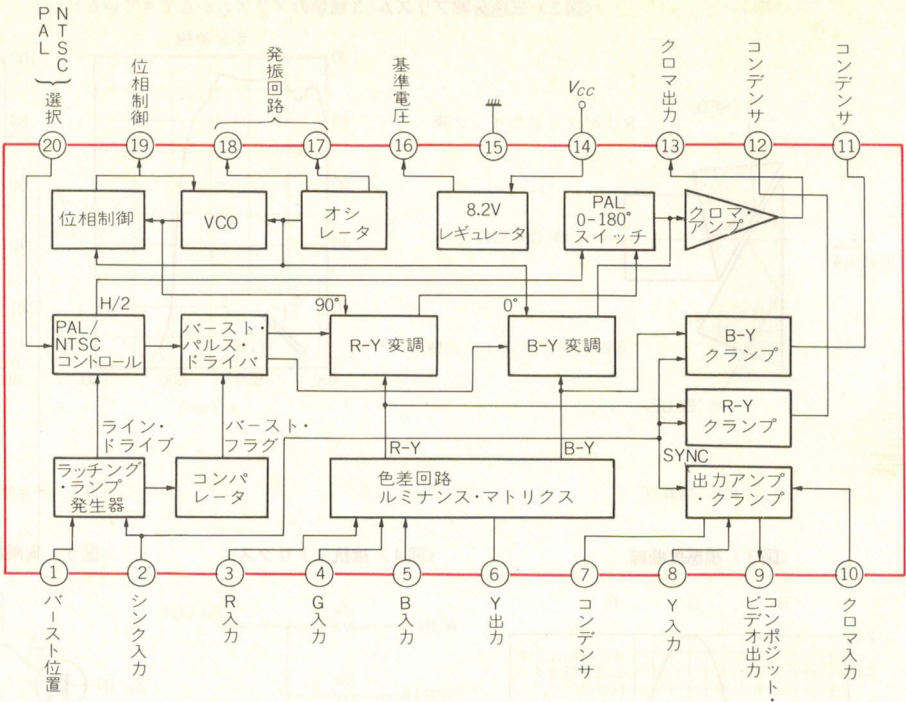 NTSC
PAL
選択
位相制御
発振回路
基準電圧
VCC
クロマ出力
コンデンサ
コンデンサ
20
19
18
17
16
15
14
13
12
11
位相制御
VCO
オシ
レータ
8.2V
レギュレータ
PAL
0-180°
スイッチ
クロマ・
アンプ
H/2
90°
0°
PAL/
NTSC
コントロール
バースト・
パルス・
ドライバ
R-Y 変調
B-Y 変調
B-Y
クランプ
R-Y
クランプ
ライン・
ドライブ
バースト・
フラグ
R-Y
B-Y
SYNC
ラッチング
・ランプ
発生器
コンパ
レータ
色差回路
ルミナンス・マトリクス
出力アンプ
・クランプ
1
2
3
4
5
6
7
8
9
10
バースト位置
シンク入力
R入力
G入力
B入力
Y出力
コンデンサ
Y入力
コンポジット・
ビデオ出力
クロマ入力